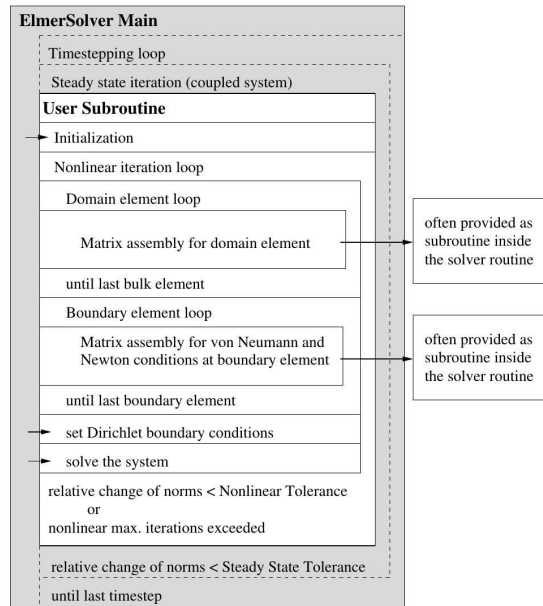 ElmerSolver Main
Timestepping loop
Steady state iteration (coupled system)
User Subroutine
Initialization
Nonlinear iteration loop
Domain element loop
Matrix assembly for domain element
often provided as
subroutine inside
the solver routine
until last bulk element
Boundary element loop
Matrix assembly for von Neumann and
Newton conditions at boundary element
often provided as
subroutine inside
the solver routine
until last boundary element
set Dirichlet boundary conditions
solve the system
relative change of norms < Nonlinear Tolerance
or
nonlinear max. iterations exceeded
relative change of norms < Steady State Tolerance
until last timestep